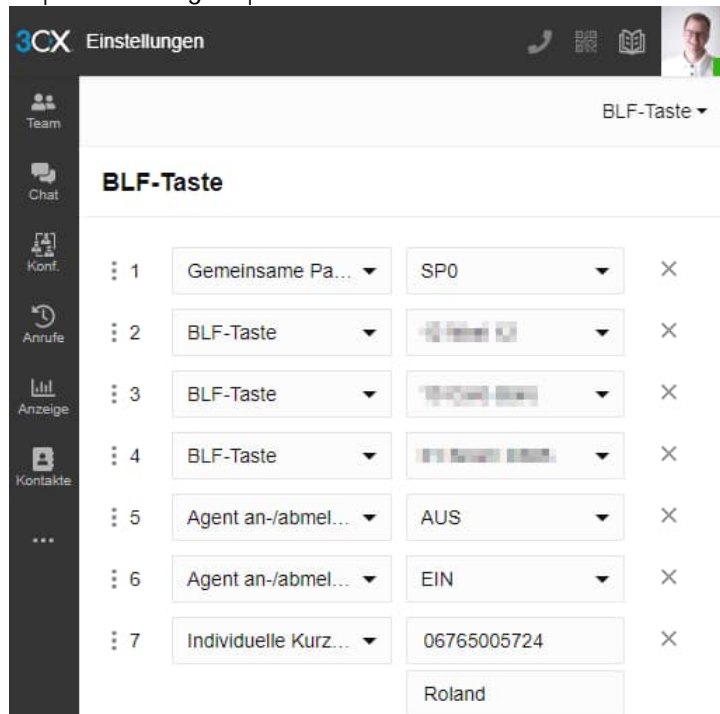 3CX Einstellungen
Team
BLF-Taste
Chat
BLF-Taste
Konf.
1 Gemeinsame Pa... SP0
Anrufe
2 BLF-Taste
Anzeige
3 BLF-Taste
Kontakte
4 BLF-Taste
...
5 Agent an-/abmel... AUS
6 Agent an-/abmel... EIN
7 Individuelle Kurz... 06765005724
Roland